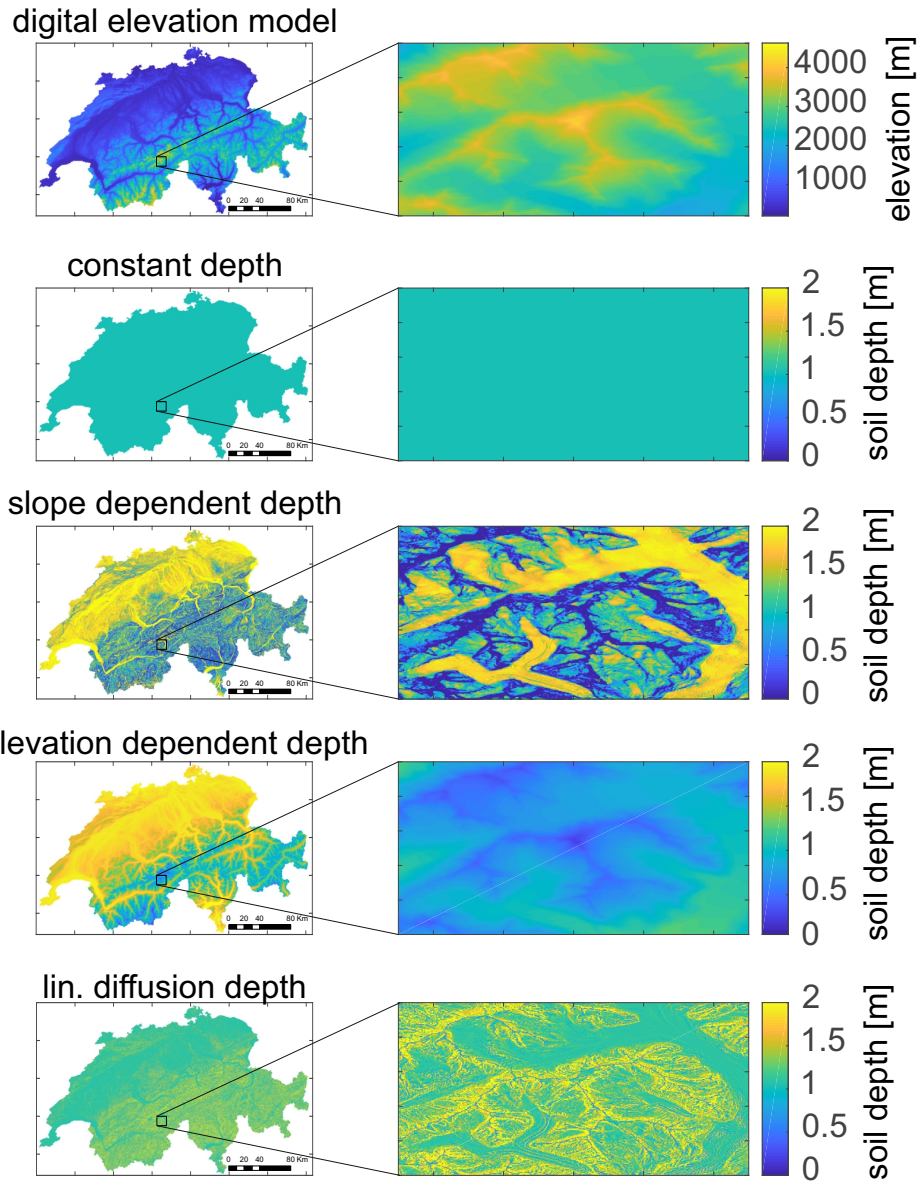 digital elevation model
0 20 40 80 Km
4000
3000
2000
1000
elevation [m]
constant depth
0 20 40 80 Km
2
1.5
1
0.5
0
soil depth [m]
slope dependent depth
0 20 40 80 Km
2
1.5
1
0.5
0
soil depth [m]
levation dependent depth
0 20 40 80 Km
2
1.5
1
0.5
0
soil depth [m]
lin. diffusion depth
0 20 40 80 Km
2
1.5
1
0.5
0
soil depth [m]